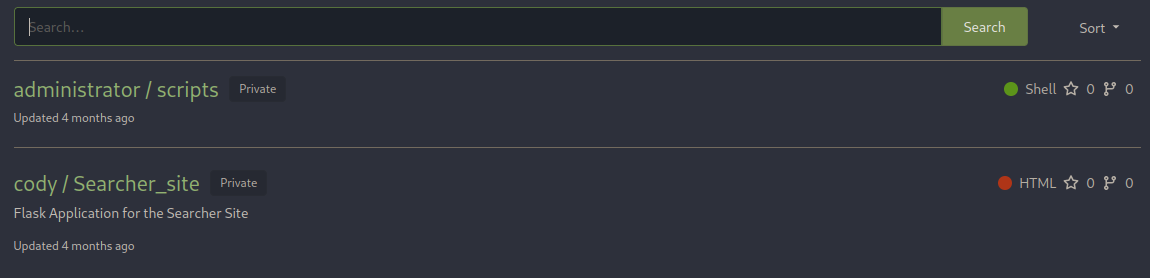 Search...
Search
Sort
administrator / scripts Private Shell 0 0
Updated 4 months ago
cody / Searcher_site Private HTML 0 0
Flask Application for the Searcher Site
Updated 4 months ago